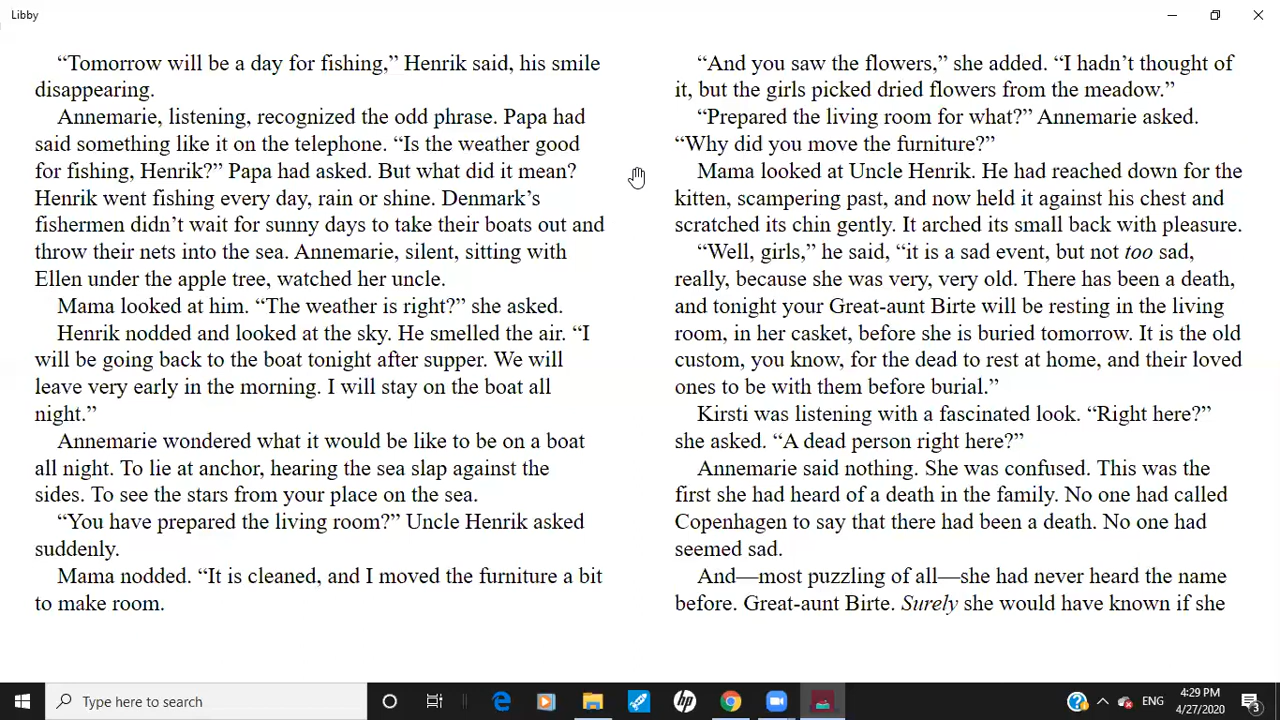 Libby
“Tomorrow will be a day for fishing,” Henrik said, his smile
disappearing.
Annemarie, listening, recognized the odd phrase. Papa had
said something like it on the telephone. “Is the weather good
for fishing, Henrik?” Papa had asked. But what did it mean?
Henrik went fishing every day, rain or shine. Denmark’s
fishermen didn’t wait for sunny days to take their boats out and
throw their nets into the sea. Annemarie, silent, sitting with
Ellen under the apple tree, watched her uncle.
Mama looked at him. “The weather is right?” she asked.
Henrik nodded and looked at the sky. He smelled the air. “I
will be going back to the boat tonight after supper. We will
leave very early in the morning. I will stay on the boat all
night.”
Annemarie wondered what it would be like to be on a boat
all night. To lie at anchor, hearing the sea slap against the
sides. To see the stars from your place on the sea.
“You have prepared the living room?” Uncle Henrik asked
suddenly.
Mama nodded. “It is cleaned, and I moved the furniture a bit
to make room.
“And you saw the flowers,” she added. “I hadn’t thought of
it, but the girls picked dried flowers from the meadow.”
“Prepared the living room for what?” Annemarie asked.
“Why did you move the furniture?”
Mama looked at Uncle Henrik. He had reached down for the
kitten, scampering past, and now held it against his chest and
scratched its chin gently. It arched its small back with pleasure.
“Well, girls,” he said, “it is a sad event, but not too sad,
really, because she was very, very old. There has been a death,
and tonight your Great-aunt Birte will be resting in the living
room, in her casket, before she is buried tomorrow. It is the old
custom, you know, for the dead to rest at home, and their loved
ones to be with them before burial.”
Kirsti was listening with a fascinated look. “Right here?”
she asked. “A dead person right here?”
Annemarie said nothing. She was confused. This was the
first she had heard of a death in the family. No one had called
Copenhagen to say that there had been a death. No one had
seemed sad.
And—most puzzling of all—she had never heard the name
before. Great-aunt Birte. Surely she would have known if she
Type here to search
hp
ENG
4:29 PM
4/27/2020
3